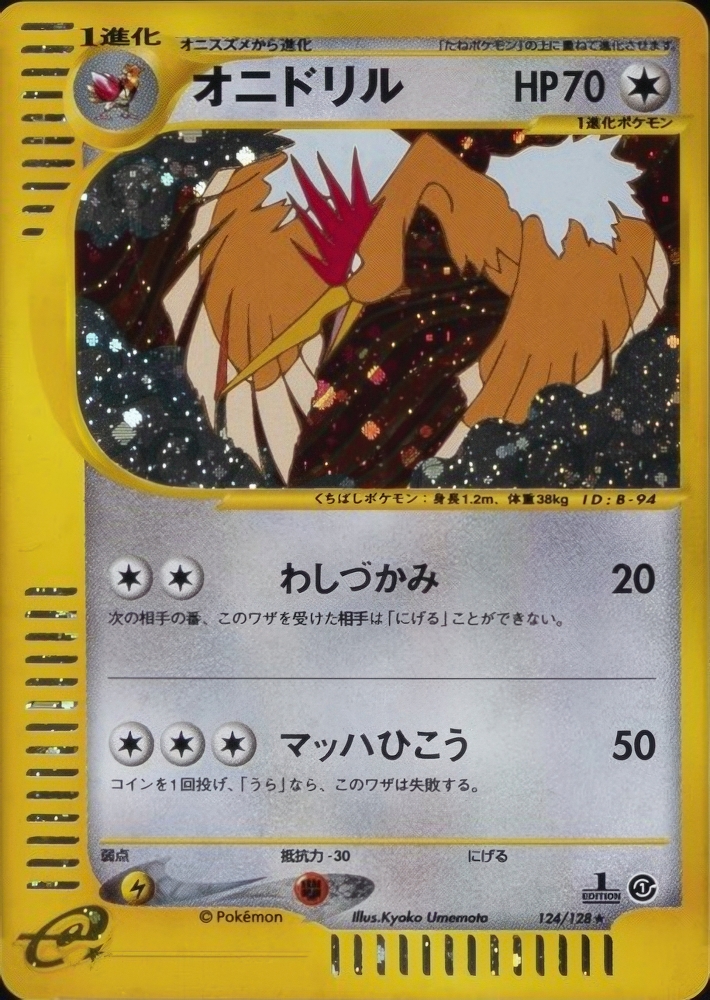 1進化
オニスズメから進化
「たねポケモン」の上に重ねて進化させます。
オニドリル HP70
1進化ポケモン
くちばしポケモン：身長1.2m、体重38kg ID：B-94
わしづかみ 20
次の相手の番、このワザを受けた相手は「にげる」ことができない。
マッハひこう 50
コインを1回投げ、「うら」なら、このワザは失敗する。
弱点 抵抗力 -30 にげる
1 EDITION
© Pokémon Illus.Kyoko Umemoto 124/128★
e